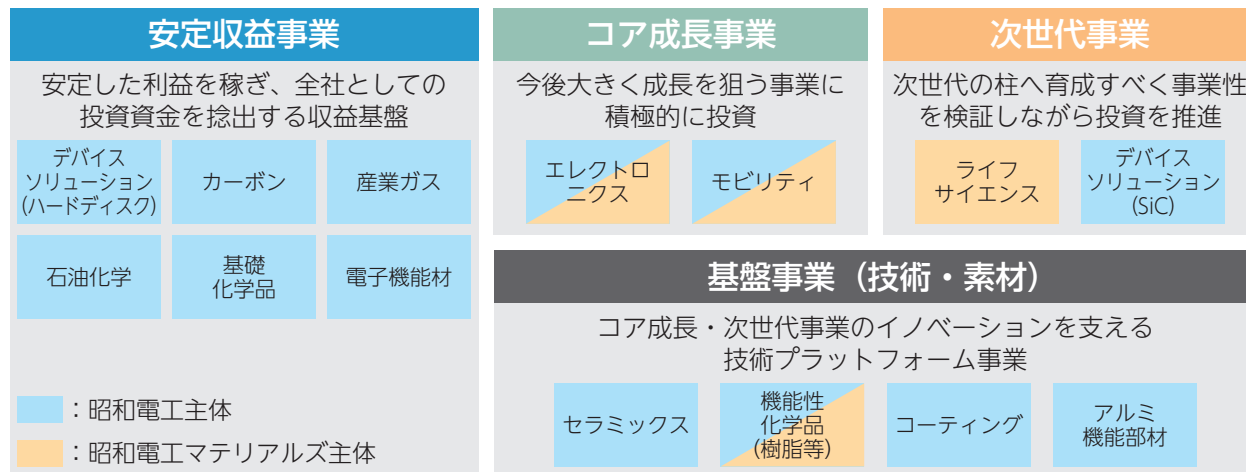 安定収益事業
安定した利益を稼ぎ、全社としての
投資資金を捻出する収益基盤
デバイス
ソリューション
(ハードディスク)
カーボン
産業ガス
石油化学
基礎
化学品
電子機能材
：昭和電工主体
：昭和電工マテリアルズ主体
コア成長事業
今後大きく成長を狙う事業に
積極的に投資
エレクトロ
ニクス
モビリティ
次世代事業
次世代の柱へ育成すべく事業性
を検証しながら投資を推進
ライフ
サイエンス
デバイス
ソリューション
(SiC)
基盤事業（技術・素材）
コア成長・次世代事業のイノベーションを支える
技術プラットフォーム事業
セラミックス
機能性
化学品
(樹脂等)
コーティング
アルミ
機能部材